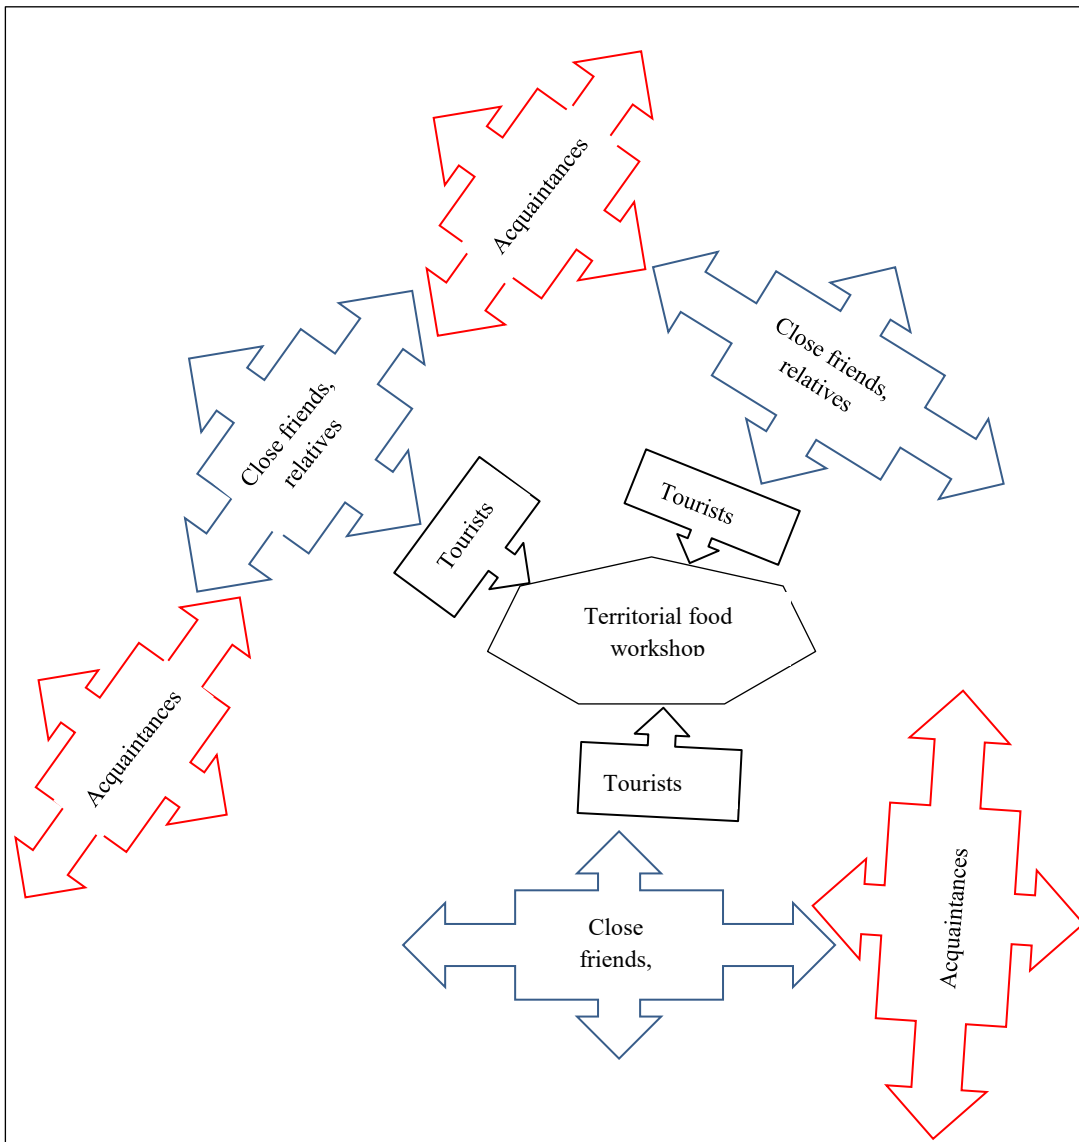 Acquaintances
Close friends,
relatives
Close friends,
relatives
Tourists
Tourists
Territorial food
workshop
Acquaintances
Tourists
Close
friends,
Acquaintances